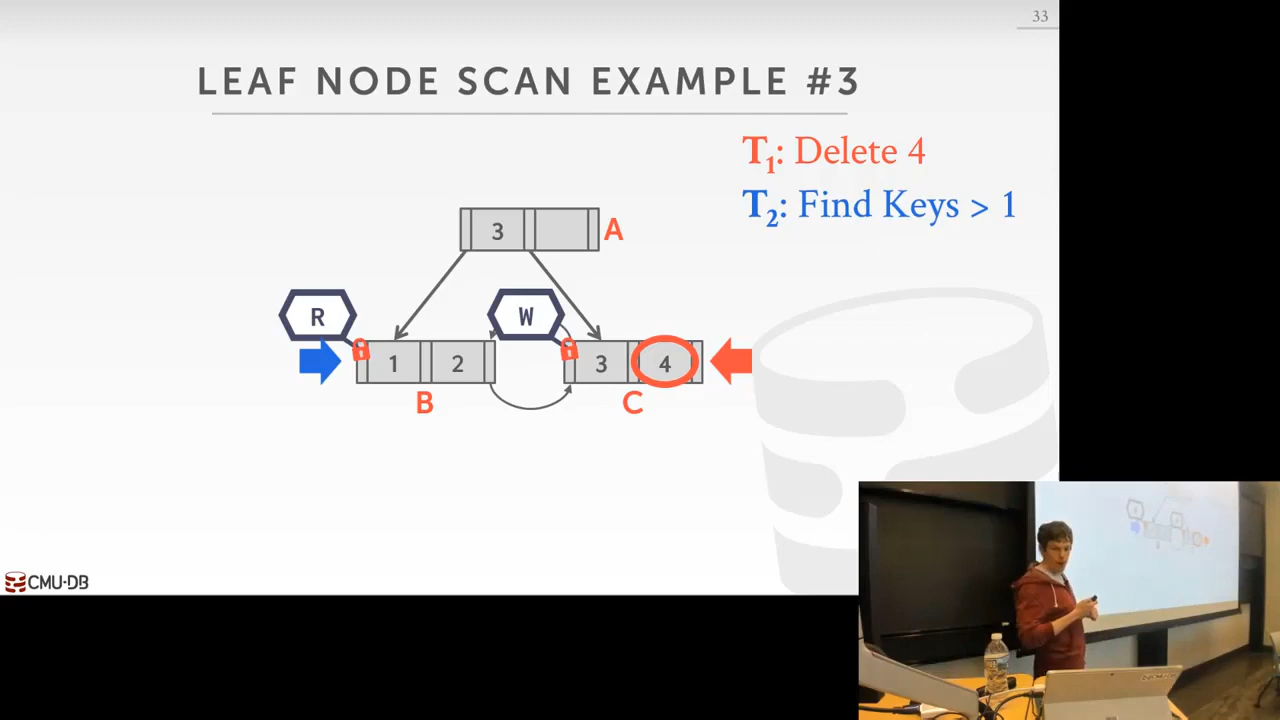 33
LEAF NODE SCAN EXAMPLE #3
T₁: Delete 4
T₂: Find Keys > 1
3 A
R W
1 2 3 4
B C
CMU·DB